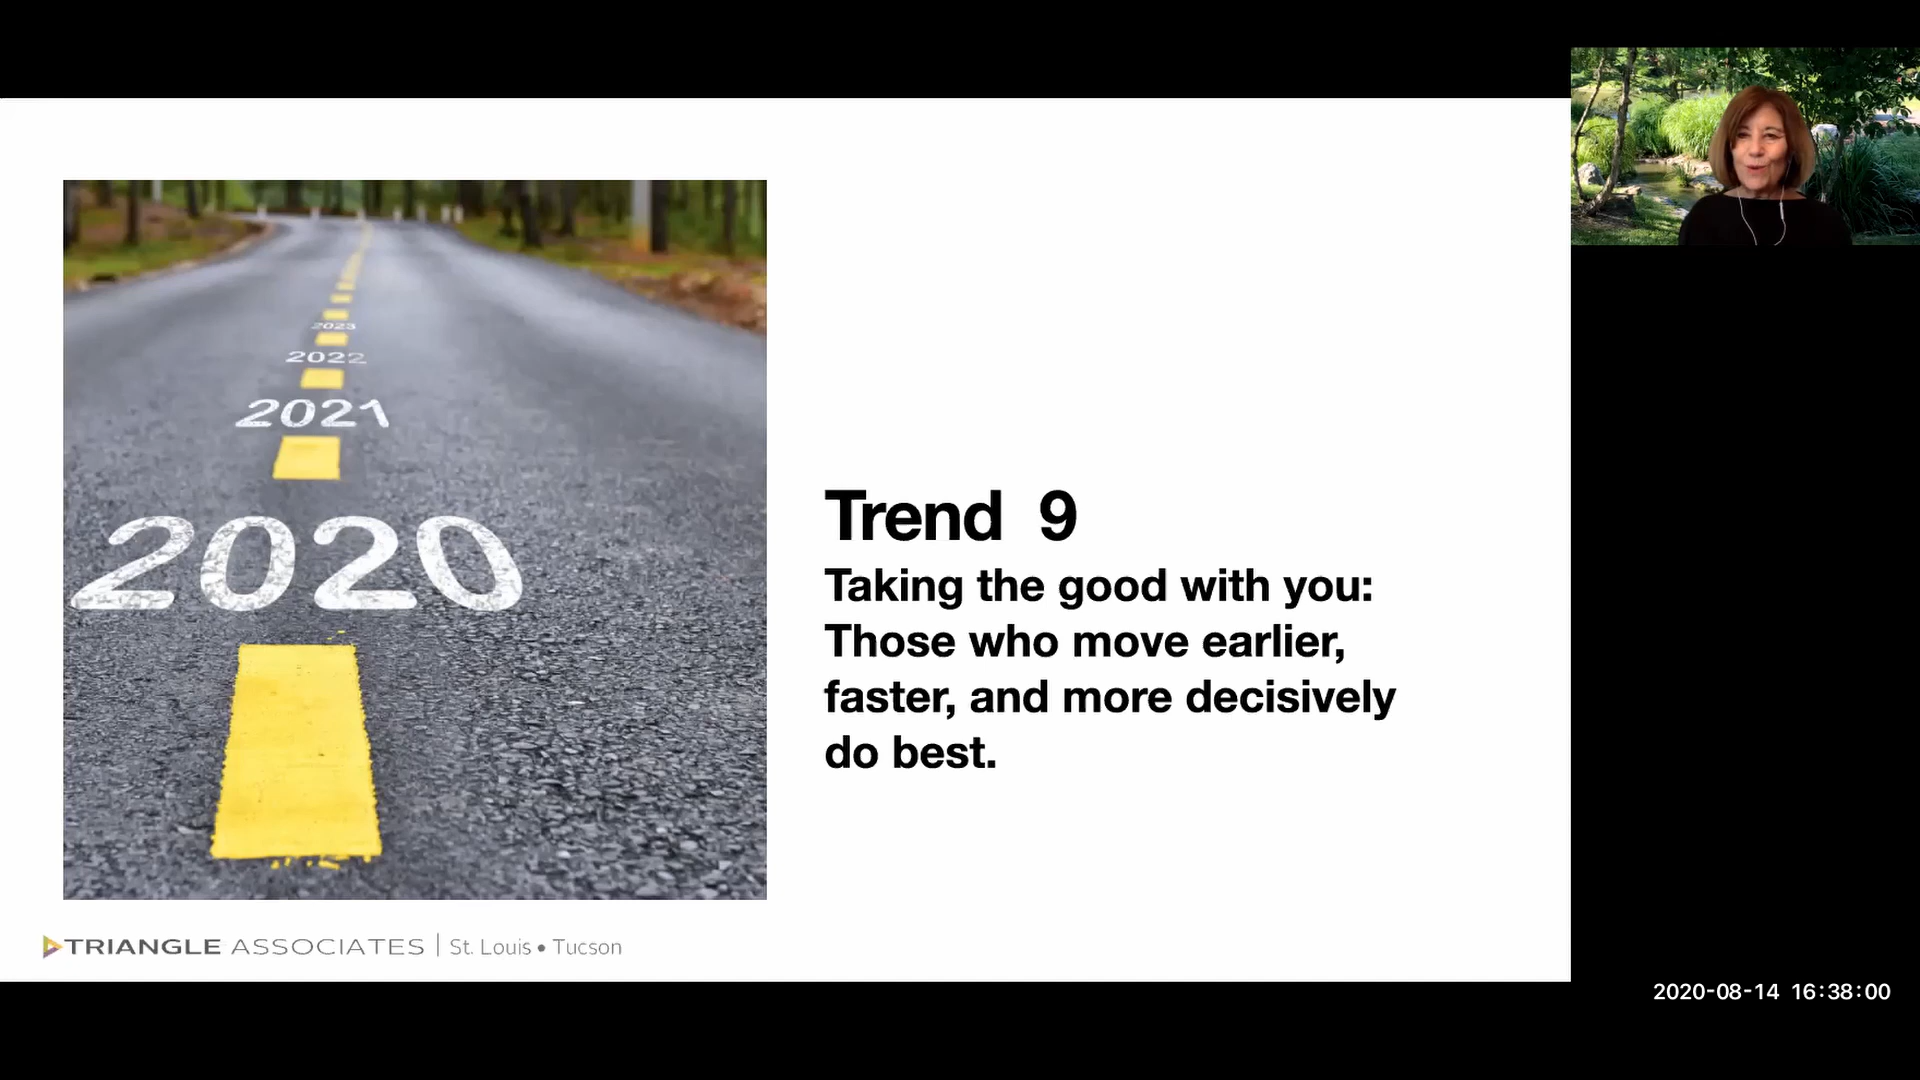 2023
2022
2021
2020
Trend 9
Taking the good with you:
Those who move earlier,
faster, and more decisively
do best.
TRIANGLE ASSOCIATES | St. Louis • Tucson
2020-08-14 16:38:00